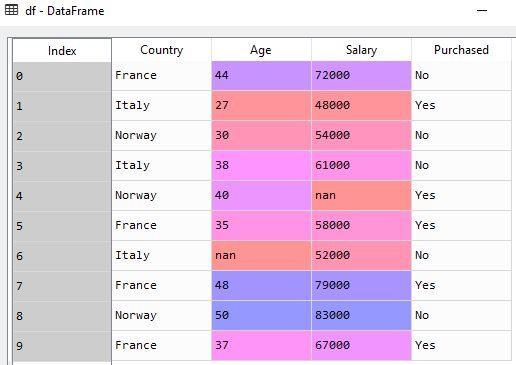 df - DataFrame
Index Country Age Salary Purchased
0 France 44 72000 No
1 Italy 27 48000 Yes
2 Norway 30 54000 No
3 Italy 38 61000 No
4 Norway 40 nan Yes
5 France 35 58000 Yes
6 Italy nan 52000 No
7 France 48 79000 Yes
8 Norway 50 83000 No
9 France 37 67000 Yes